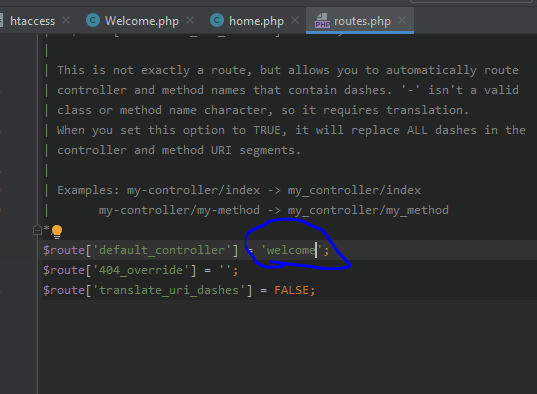 htaccess Welcome.php home.php routes.php
|
| This is not exactly a route, but allows you to automatically route
| controller and method names that contain dashes. '-' isn't a valid
| class or method name character, so it requires translation.
| When you set this option to TRUE, it will replace ALL dashes in the
| controller and method URI segments.
|
| Examples: my-controller/index -> my_controller/index
| my-controller/my-method -> my_controller/my_method
*
$route['default_controller'] = 'welcome';
$route['404_override'] = '';
$route['translate_uri_dashes'] = FALSE;